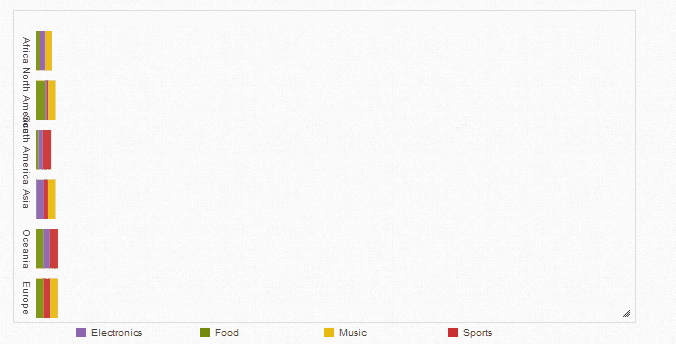 Africa
North America
South America
Asia
Oceania
Europe
Electronics
Food
Music
Sports